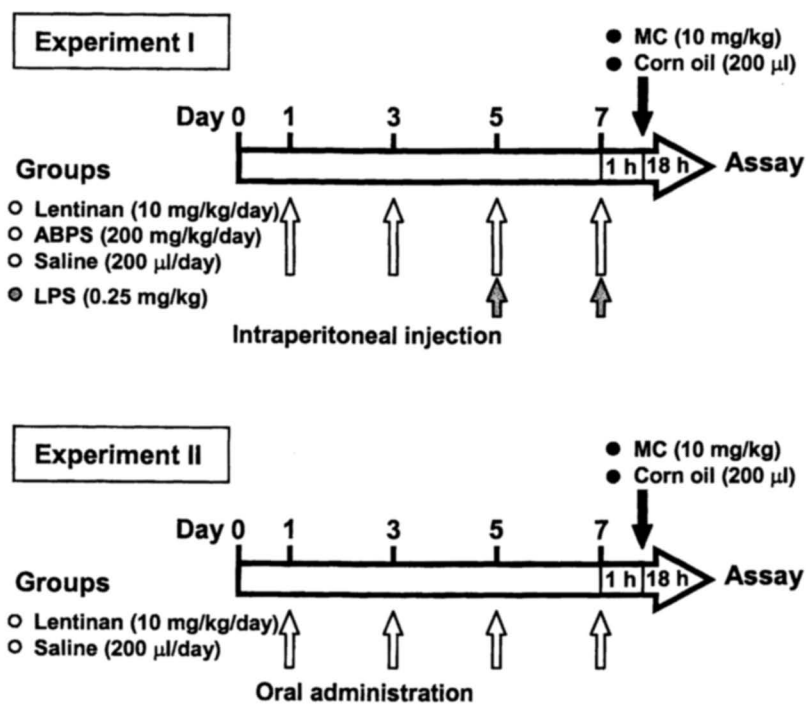 Experiment I
● MC (10 mg/kg)
● Corn oil (200 μl)
Day 0 1 3 5 7
1 h 18 h Assay
Groups
○ Lentinan (10 mg/kg/day)
○ ABPS (200 mg/kg/day)
○ Saline (200 μl/day)
● LPS (0.25 mg/kg)
Intraperitoneal injection
Experiment II
● MC (10 mg/kg)
● Corn oil (200 μl)
Day 0 1 3 5 7
1 h 18 h Assay
Groups
○ Lentinan (10 mg/kg/day)
○ Saline (200 μl/day)
Oral administration